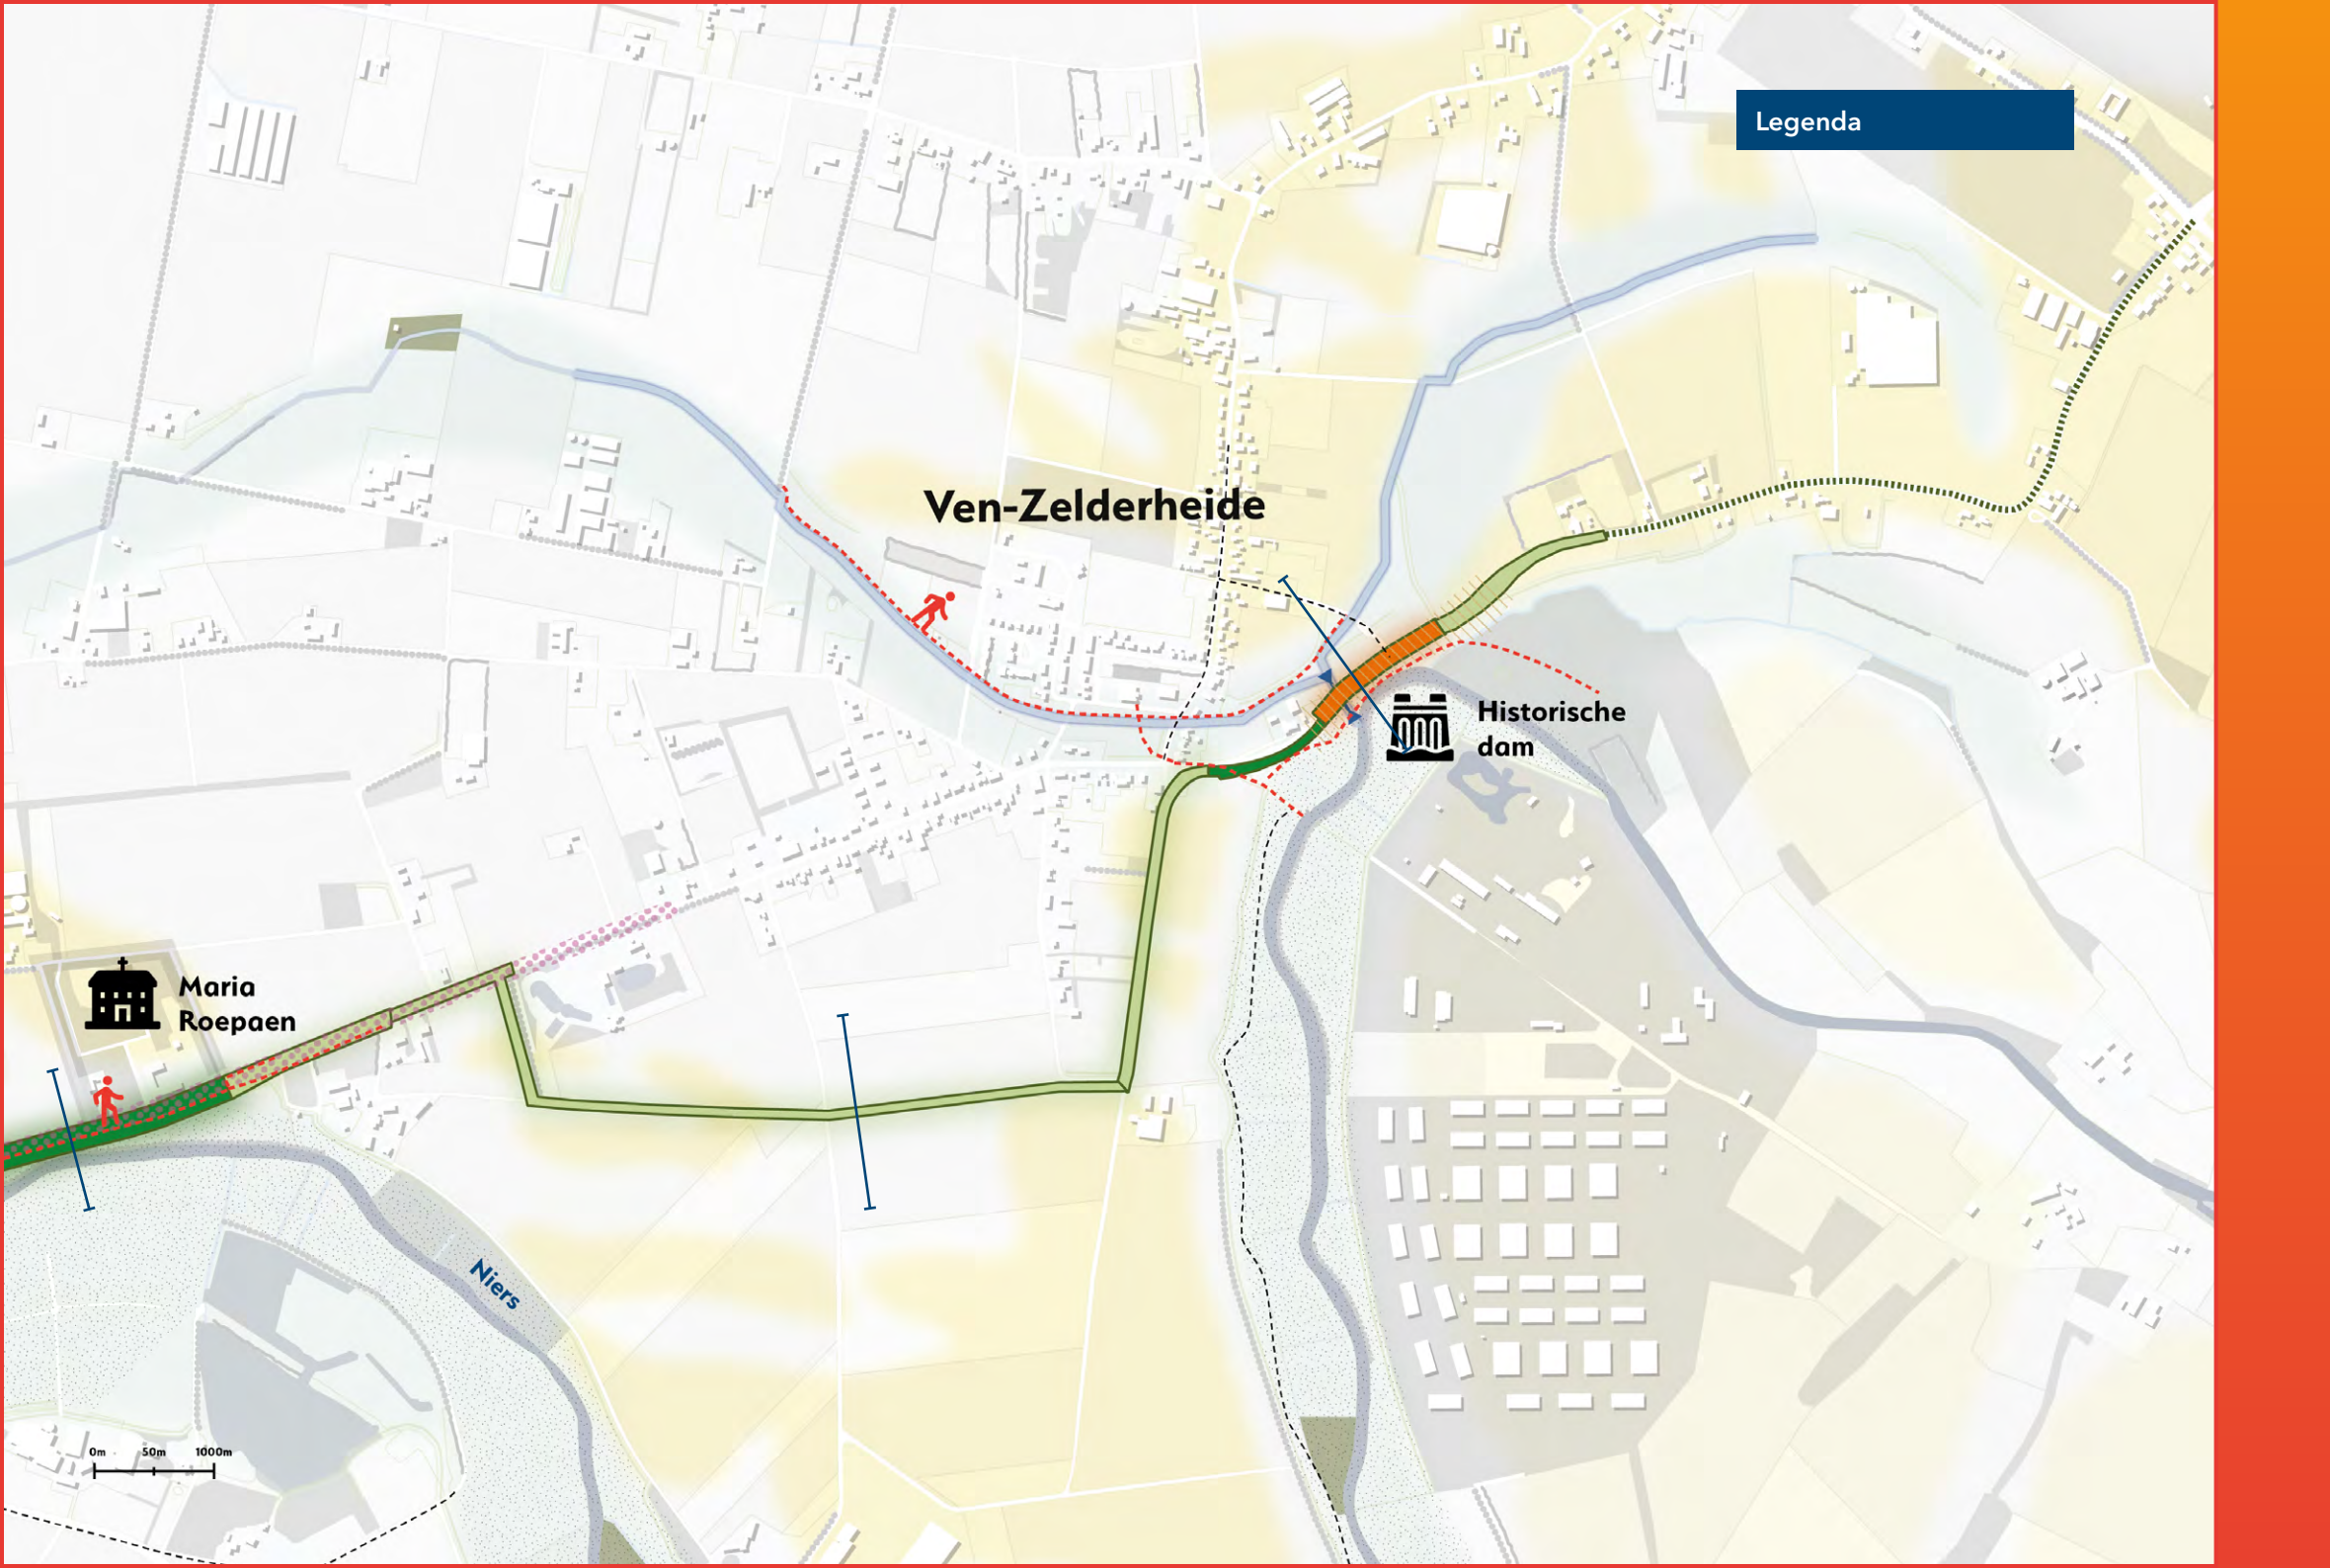 Legenda
Ven-Zelderheide
Historische
dam
Maria
Roepaen
Niers
0m 50m 1000m